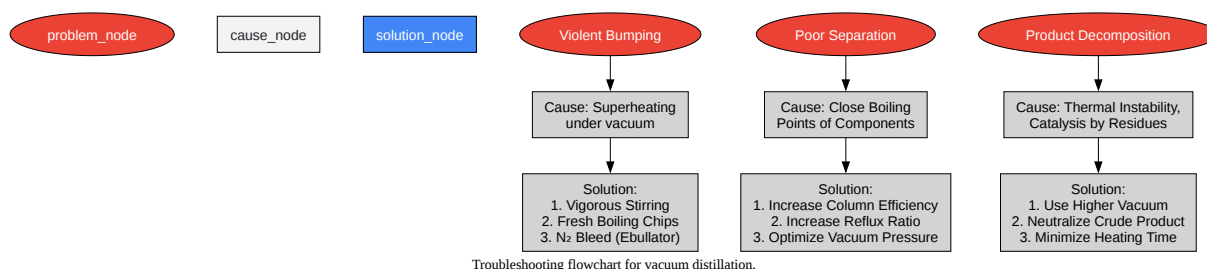 problem_node
cause_node
solution_node
Violent Bumping
Poor Separation
Product Decomposition
Cause: Superheating
under vacuum
Cause: Close Boiling
Points of Components
Cause: Thermal Instability,
Catalysis by Residues
Solution:
1. Vigorous Stirring
2. Fresh Boiling Chips
3. N₂ Bleed (Ebullator)
Solution:
1. Increase Column Efficiency
2. Increase Reflux Ratio
3. Optimize Vacuum Pressure
Solution:
1. Use Higher Vacuum
2. Neutralize Crude Product
3. Minimize Heating Time
Troubleshooting flowchart for vacuum distillation.